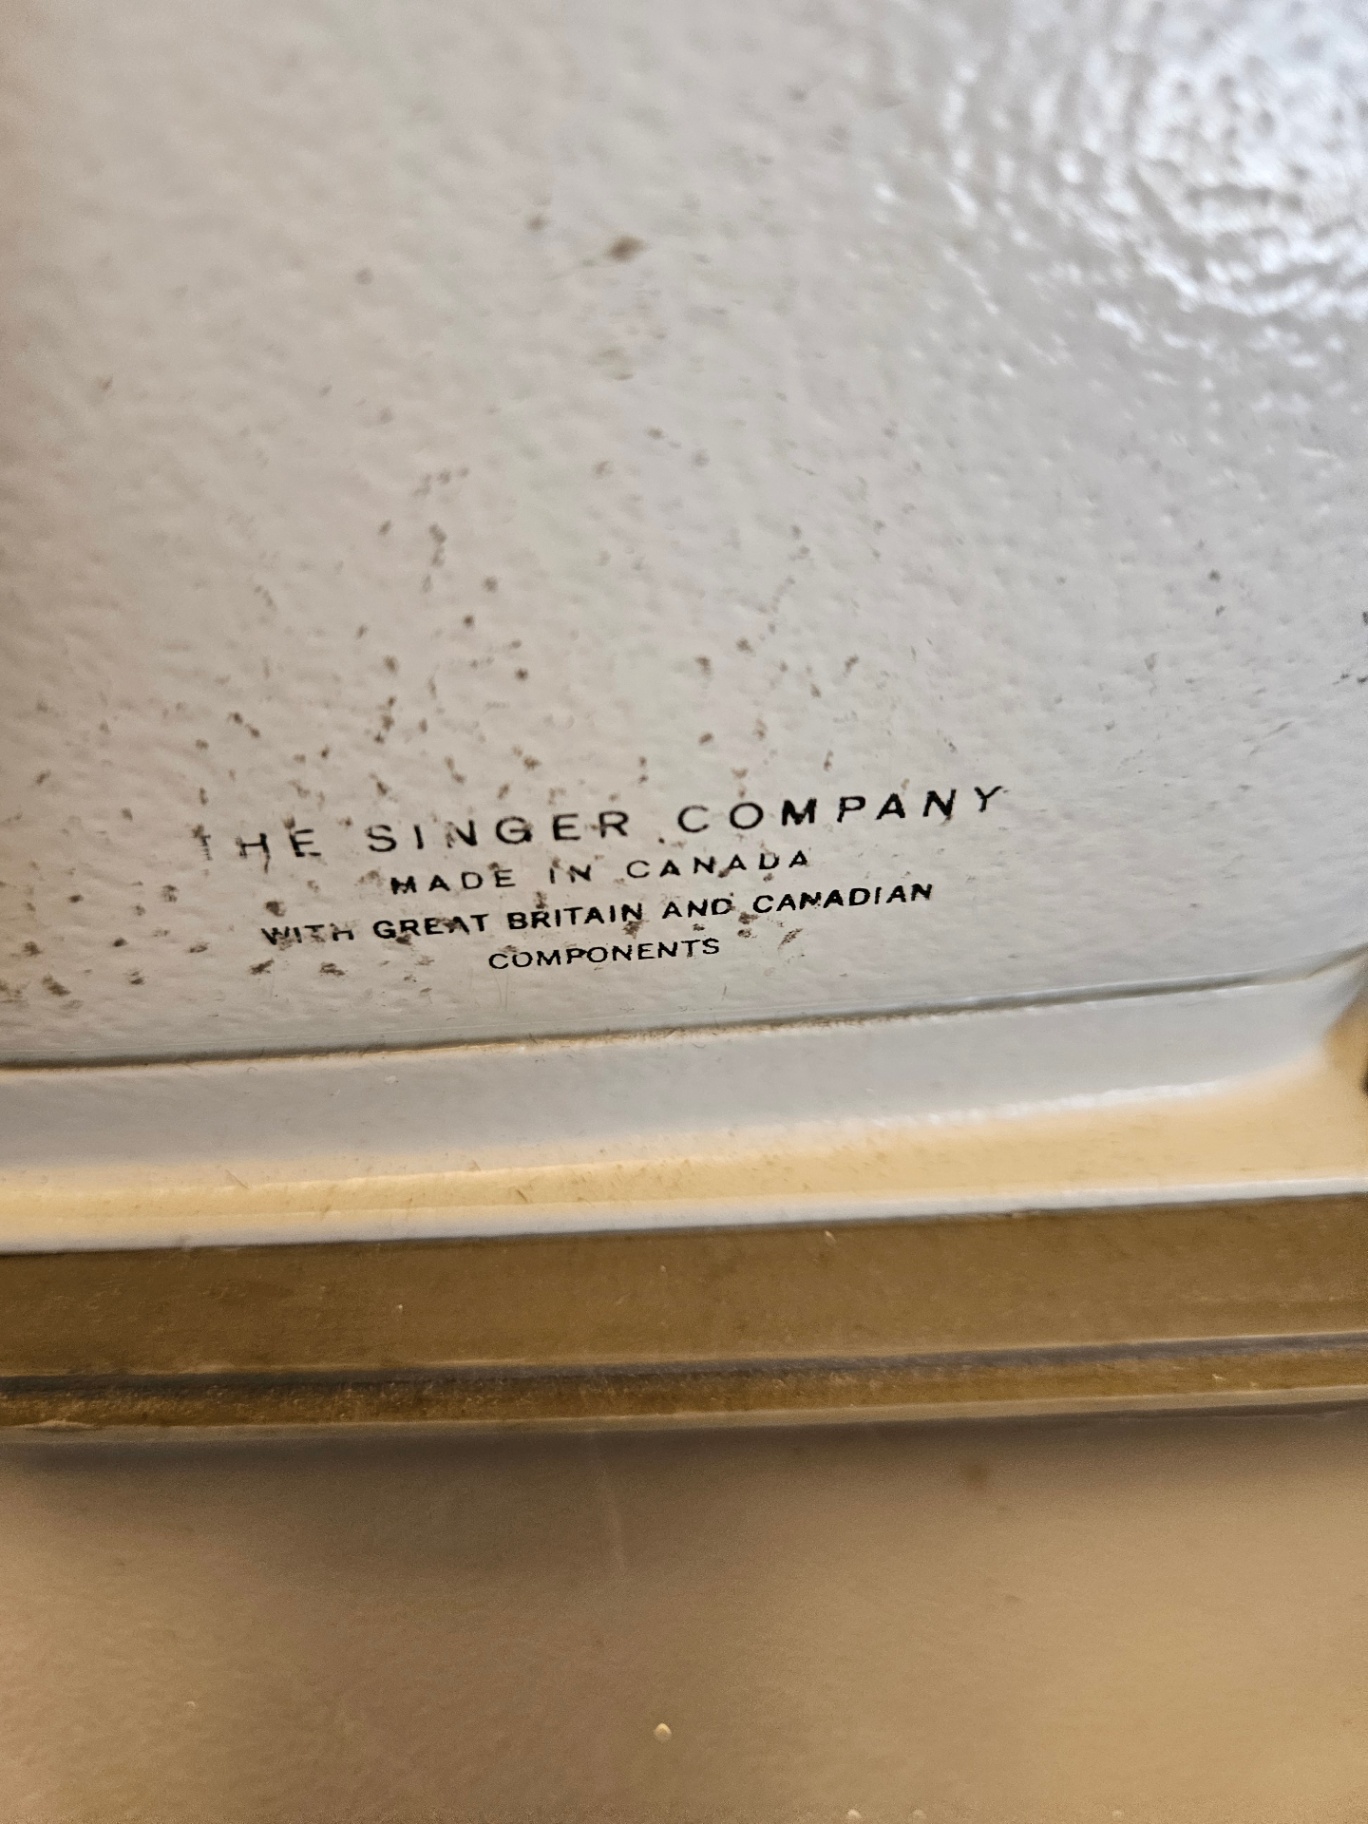 THE SINGER COMPANY
MADE IN CANADA
WITH GREAT BRITAIN AND CANADIAN
COMPONENTS